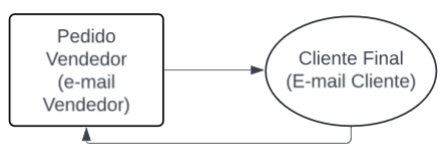 Pedido
Vendedor
(e-mail
Vendedor)
Cliente Final
(E-mail Cliente)